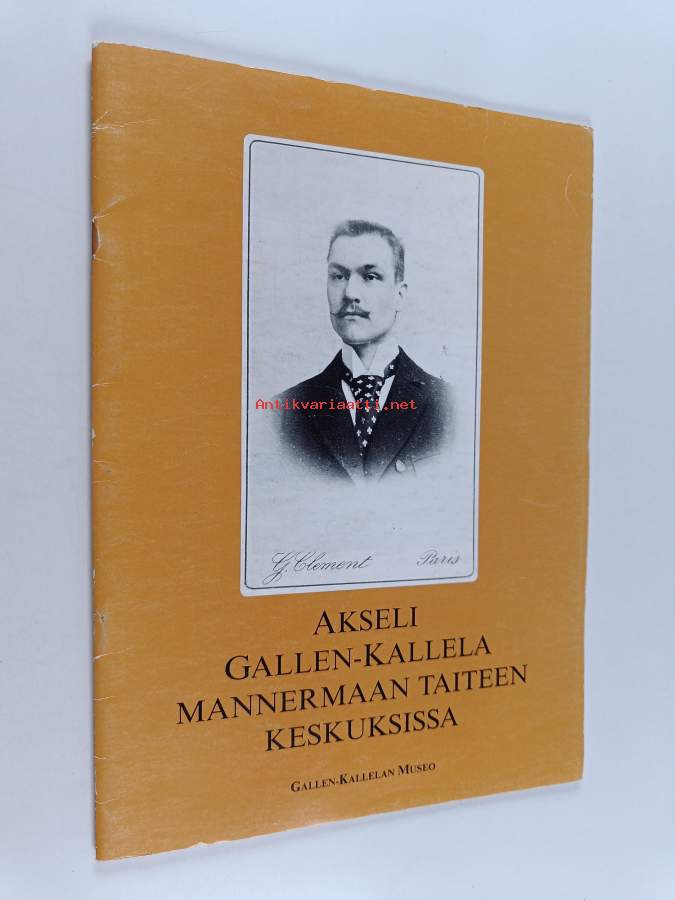 Antikvariaatti.net
G. Clement Paris
AKSELI
GALLEN-KALLELA
MANNERMAAN TAITEEN
KESKUKSISSA
GALLEN-KALLELAN MUSEO